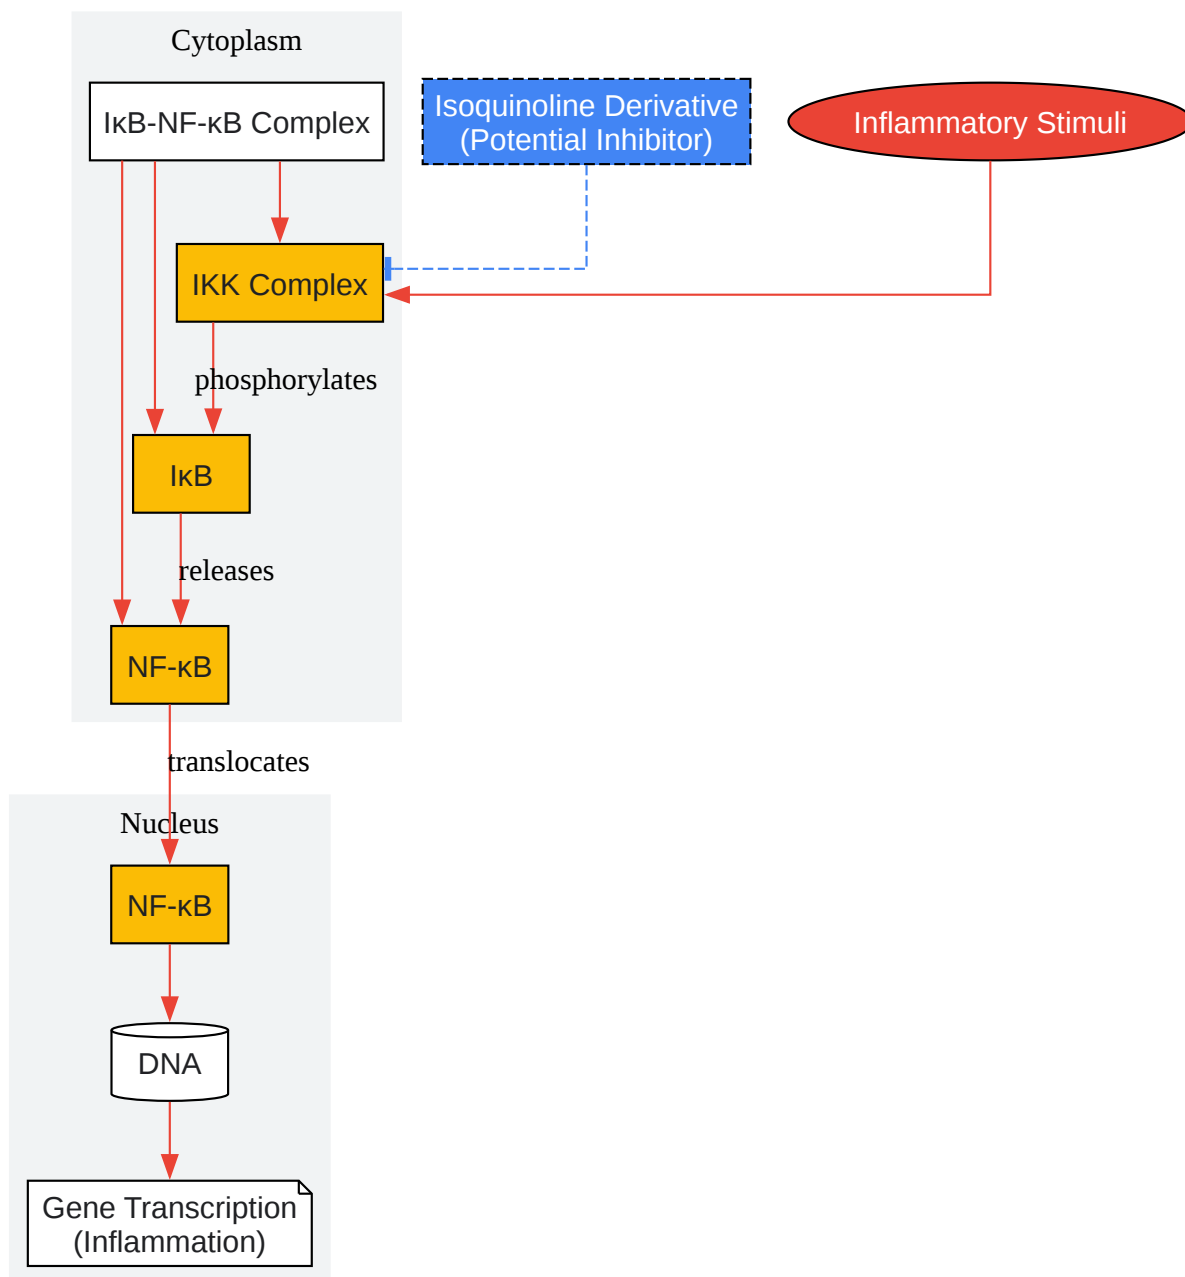 Cytoplasm
IκB-NF-κB Complex
Isoquinoline Derivative
(Potential Inhibitor)
Inflammatory Stimuli
IKK Complex
phosphorylates
IκB
releases
NF-κB
translocates
Nucleus
NF-κB
DNA
Gene Transcription
(Inflammation)